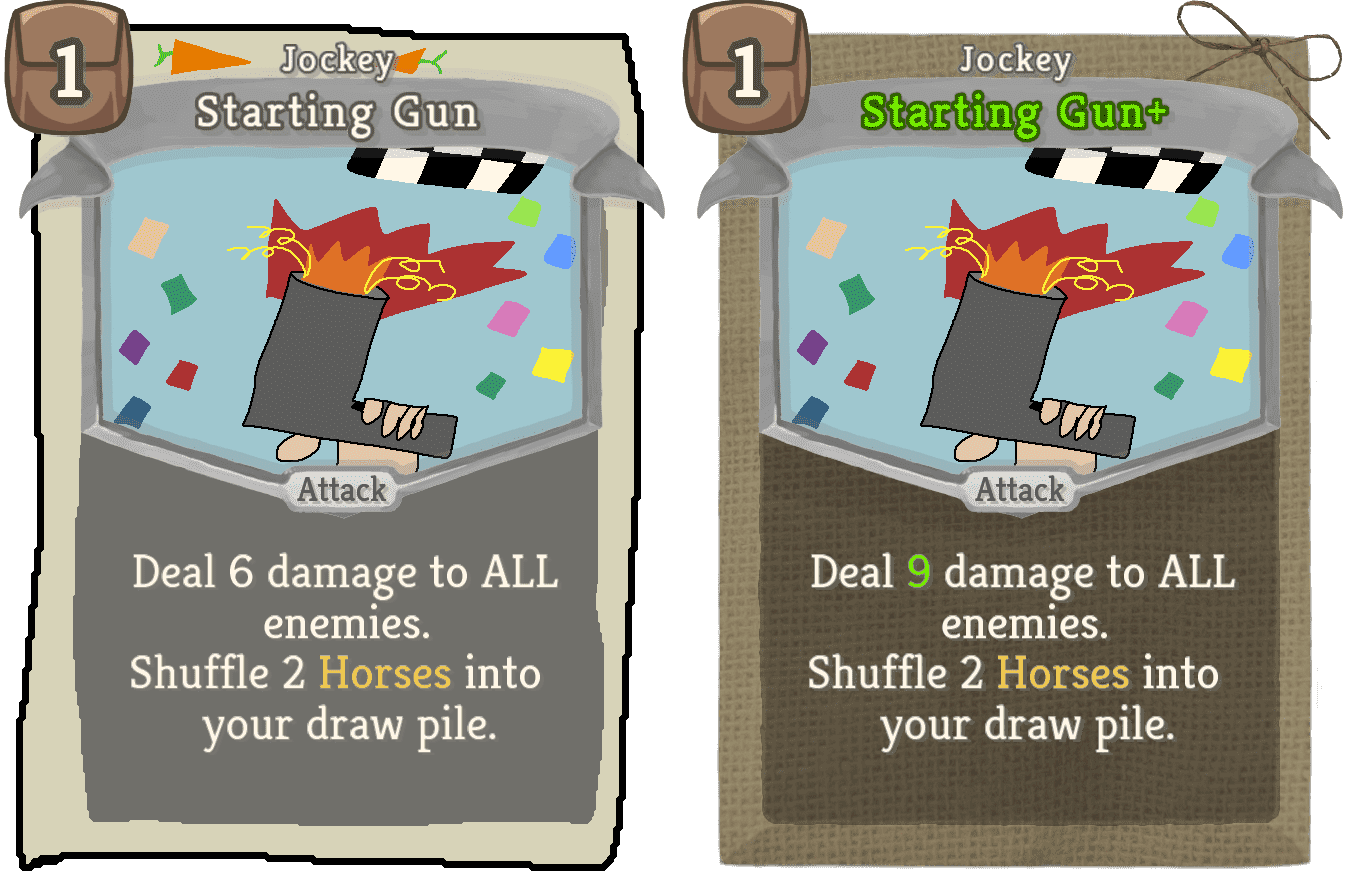 1
Jockey
Starting Gun
Attack
Deal 6 damage to ALL
enemies.
Shuffle 2 Horses into
your draw pile.
1
Jockey
Starting Gun+
Attack
Deal 9 damage to ALL
enemies.
Shuffle 2 Horses into
your draw pile.